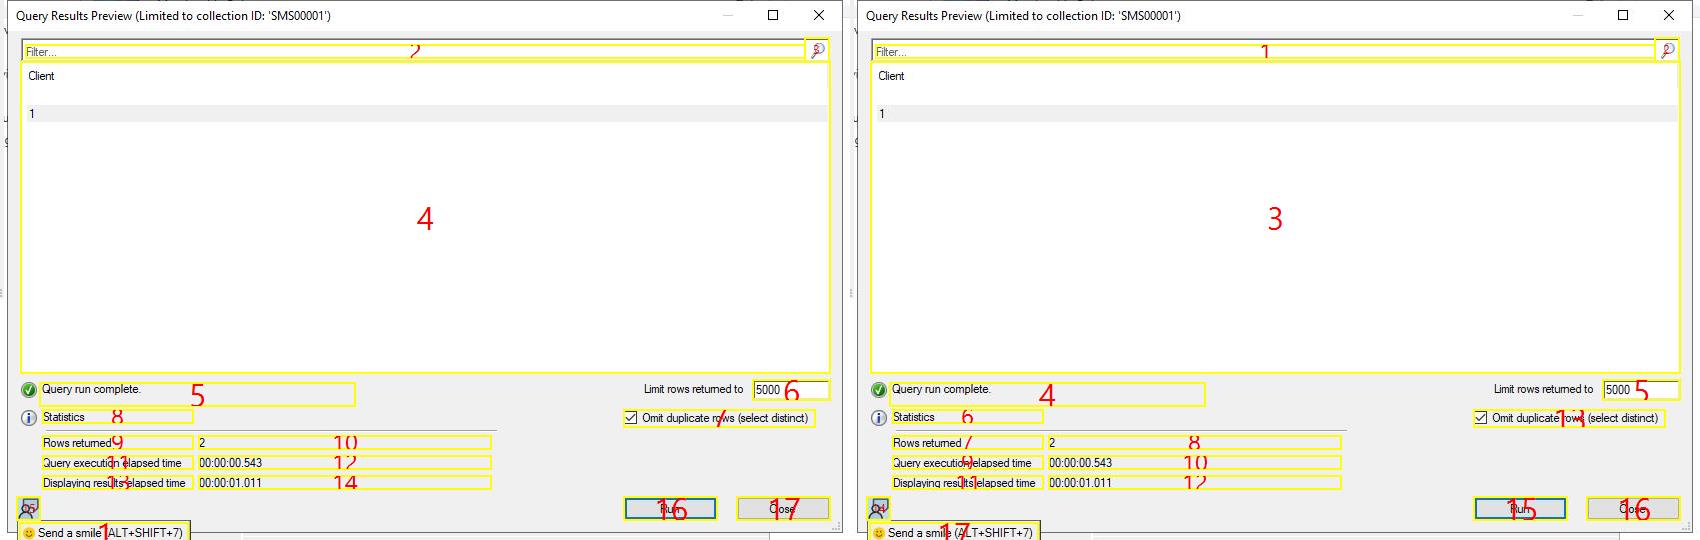 Query Results Preview (Limited to collection ID: 'SMS00001')
Filter... 2 3
Client
1
4
Query run complete. 5 Limit rows returned to 5000 6
Statistics 8 Omit duplicate rows (select distinct) 7
Rows returned 9 2 10
Query execution elapsed time 11 00:00:00.543 12
Displaying results elapsed time 13 00:00:01.011 14
15 Run 16 Close 17
Send a smile (ALT+SHIFT+7) 1
Query Results Preview (Limited to collection ID: 'SMS00001')
Filter... 1 2
Client
1
3
Query run complete. 4 Limit rows returned to 5000 5
Statistics 6 Omit duplicate rows (select distinct) 13
Rows returned 7 2 8
Query execution elapsed time 9 00:00:00.543 10
Displaying results elapsed time 11 00:00:01.011 12
14 Run 15 Close 16
Send a smile (ALT+SHIFT+7) 17